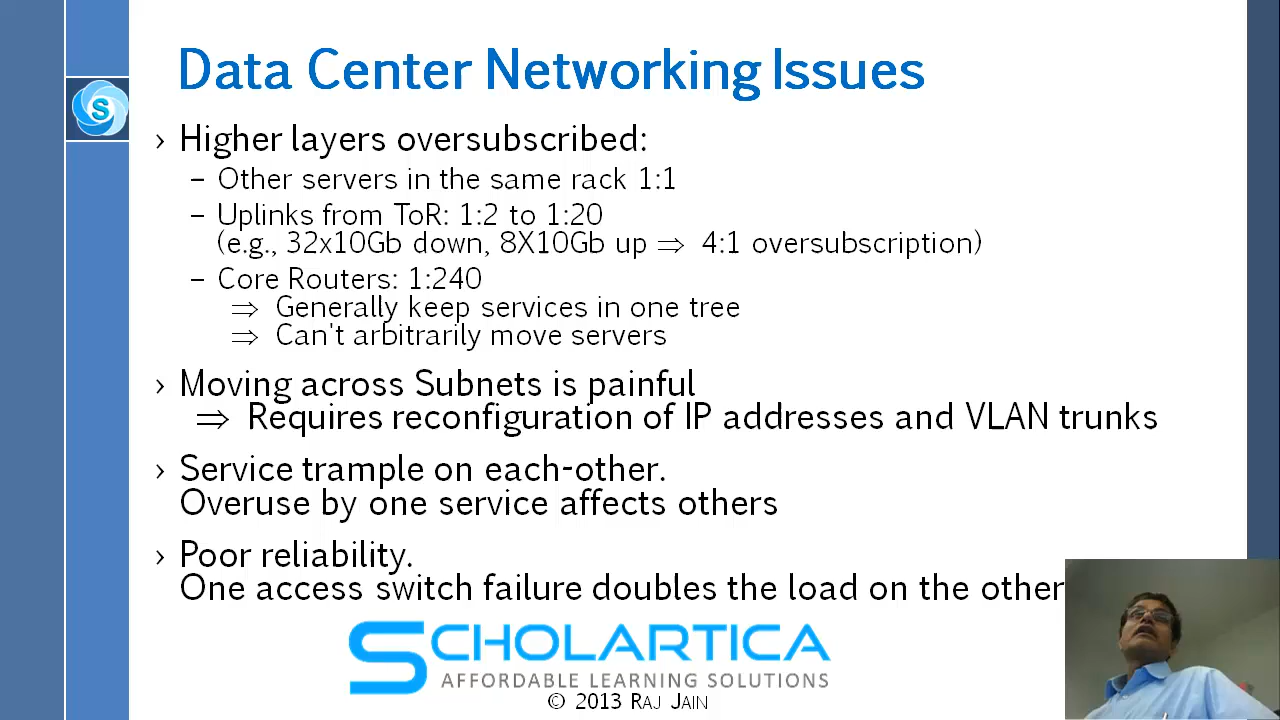 Data Center Networking Issues
S
› Higher layers oversubscribed:
– Other servers in the same rack 1:1
– Uplinks from ToR: 1:2 to 1:20
(e.g., 32x10Gb down, 8X10Gb up ⇒ 4:1 oversubscription)
– Core Routers: 1:240
⇒ Generally keep services in one tree
⇒ Can't arbitrarily move servers
› Moving across Subnets is painful
⇒ Requires reconfiguration of IP addresses and VLAN trunks
› Service trample on each-other.
Overuse by one service affects others
› Poor reliability.
One access switch failure doubles the load on the other
SCHOLARTICA
AFFORDABLE LEARNING SOLUTIONS
© 2013 RAJ JAIN